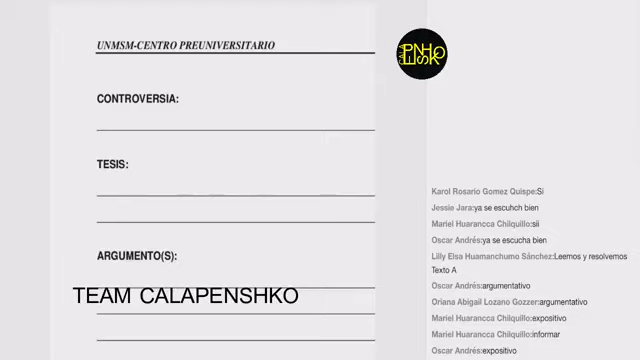 UNMSM-CENTRO PREUNIVERSITARIO
CONTROVERSIA:
TESIS:
ARGUMENTO(S):
TEAM CALAPENSHKO
Karol Rosario Gomez Quispe:Si
Jessie Jara:ya se escuhch bien
Mariel Huarancca Chilquillo:sii
Oscar Andrés:ya se escucha bien
Lilly Elsa Huamanchumo Sánchez:Leemos y resolvemos
Texto A
Oscar Andrés:argumentativo
Oriana Abigail Lozano Gozzer:argumentativo
Mariel Huarancca Chilquillo:expositivo
Mariel Huarancca Chilquillo:informar
Oscar Andrés:expositivo